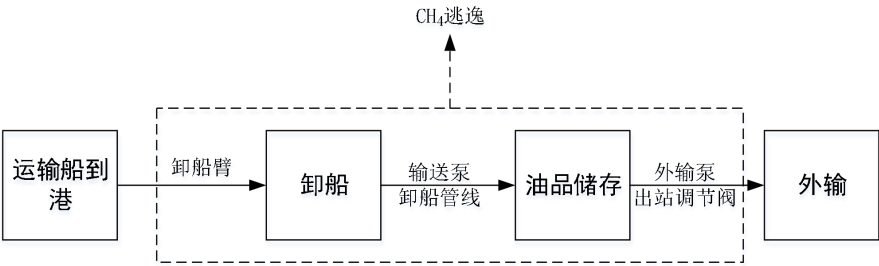 CH₄逃逸
运输船到
港
卸船臂
卸船
输送泵
卸船管线
油品储存
外输泵
出站调节阀
外输